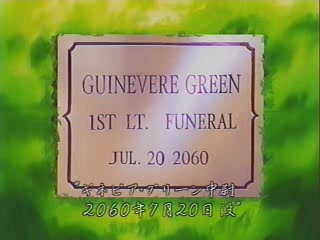 GUINEVERE GREEN
1ST LT. FUNERAL
JUL. 20 2060
"ギネビア・グリーン中尉
2060年7月20日 没"